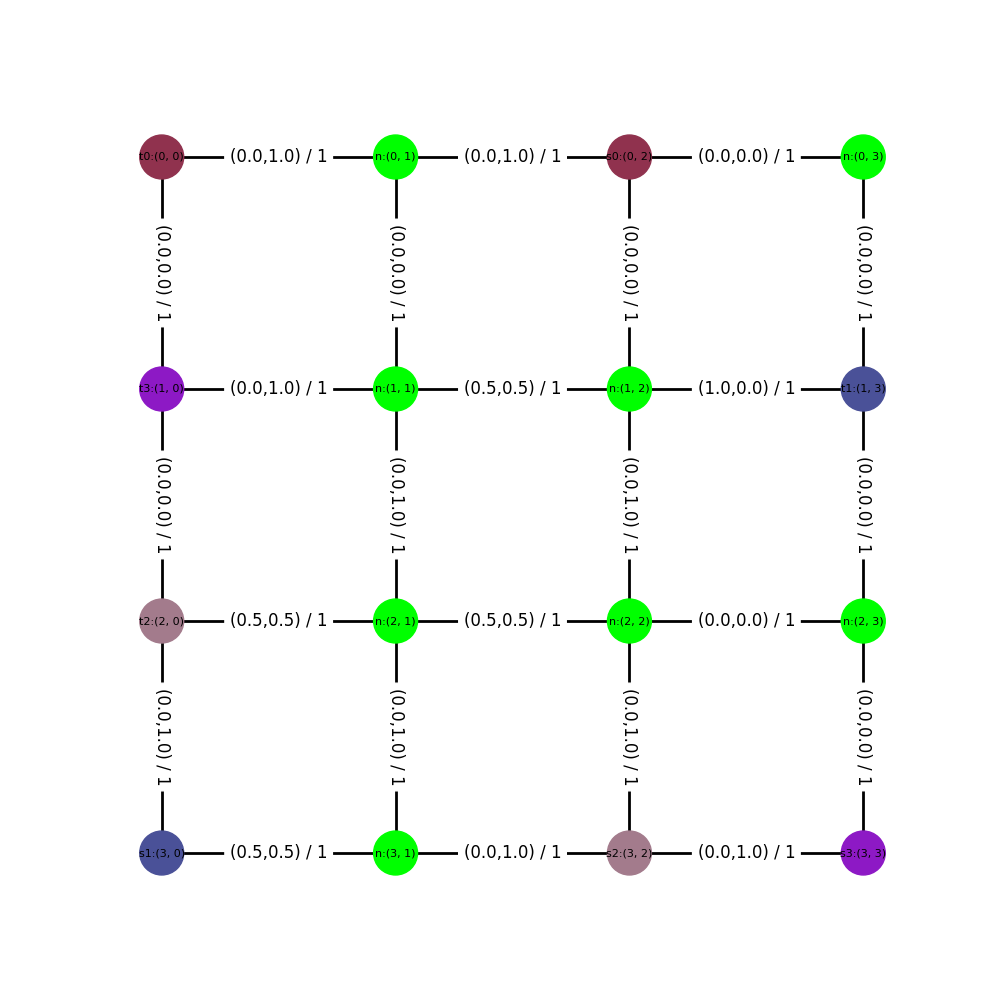 t0:(0, 0) (0.0,1.0) / 1 n:(0, 1) (0.0,1.0) / 1 s0:(0, 2) (0.0,0.0) / 1 n:(0, 3)
(0.0,0.0) / 1 (0.0,0.0) / 1 (0.0,0.0) / 1 (0.0,0.0) / 1
t3:(1, 0) (0.0,1.0) / 1 n:(1, 1) (0.5,0.5) / 1 n:(1, 2) (1.0,0.0) / 1 t1:(1, 3)
(0.0,0.0) / 1 (0.0,1.0) / 1 (0.0,1.0) / 1 (0.0,0.0) / 1
t2:(2, 0) (0.5,0.5) / 1 n:(2, 1) (0.5,0.5) / 1 n:(2, 2) (0.0,0.0) / 1 n:(2, 3)
(0.0,1.0) / 1 (0.0,1.0) / 1 (0.0,1.0) / 1 (0.0,0.0) / 1
s1:(3, 0) (0.5,0.5) / 1 n:(3, 1) (0.0,1.0) / 1 s2:(3, 2) (0.0,1.0) / 1 s3:(3, 3)